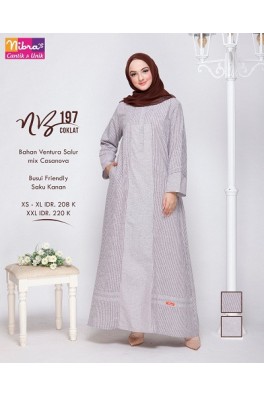 Nibra's
Cantik & Unik
NB 197
COKLAT
Bahan Ventura Salur
mix Casanova
Busui Friendly
Saku Kanan
XS - XL IDR. 208 K
XXL IDR. 220 K